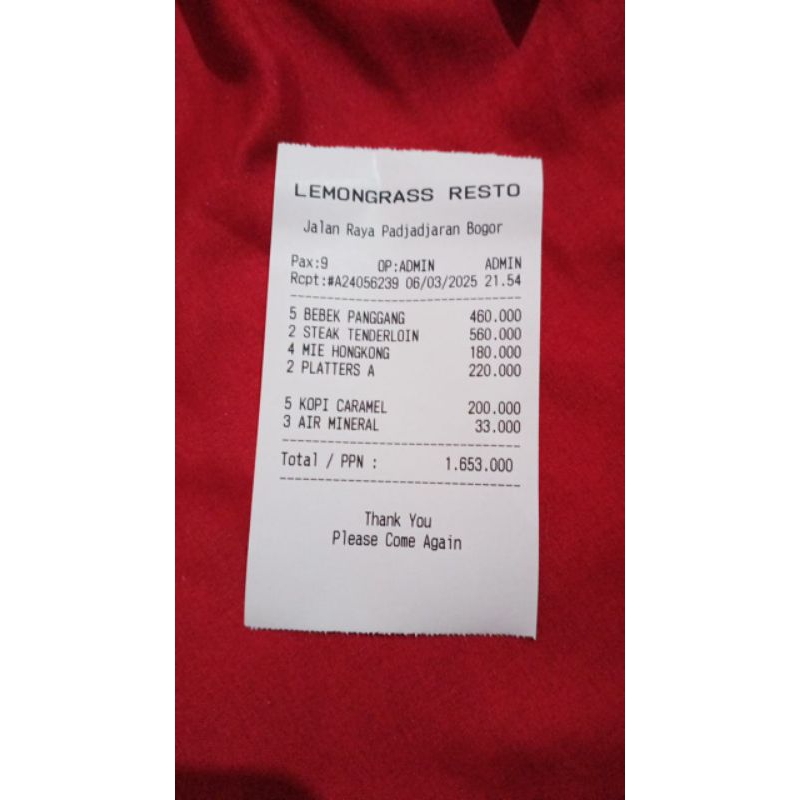 LEMONGRASS RESTO
Jalan Raya Padjadjaran Bogor
Pax:9 OP:ADMIN ADMIN
Rcpt:#A24056239 06/03/2025 21.54
5 BEBEK PANGGANG 460.000
2 STEAK TENDERLOIN 560.000
4 MIE HONGKONG 180.000
2 PLATTERS A 220.000
5 KOPI CARAMEL 200.000
3 AIR MINERAL 33.000
Total / PPN : 1.653.000
Thank You
Please Come Again